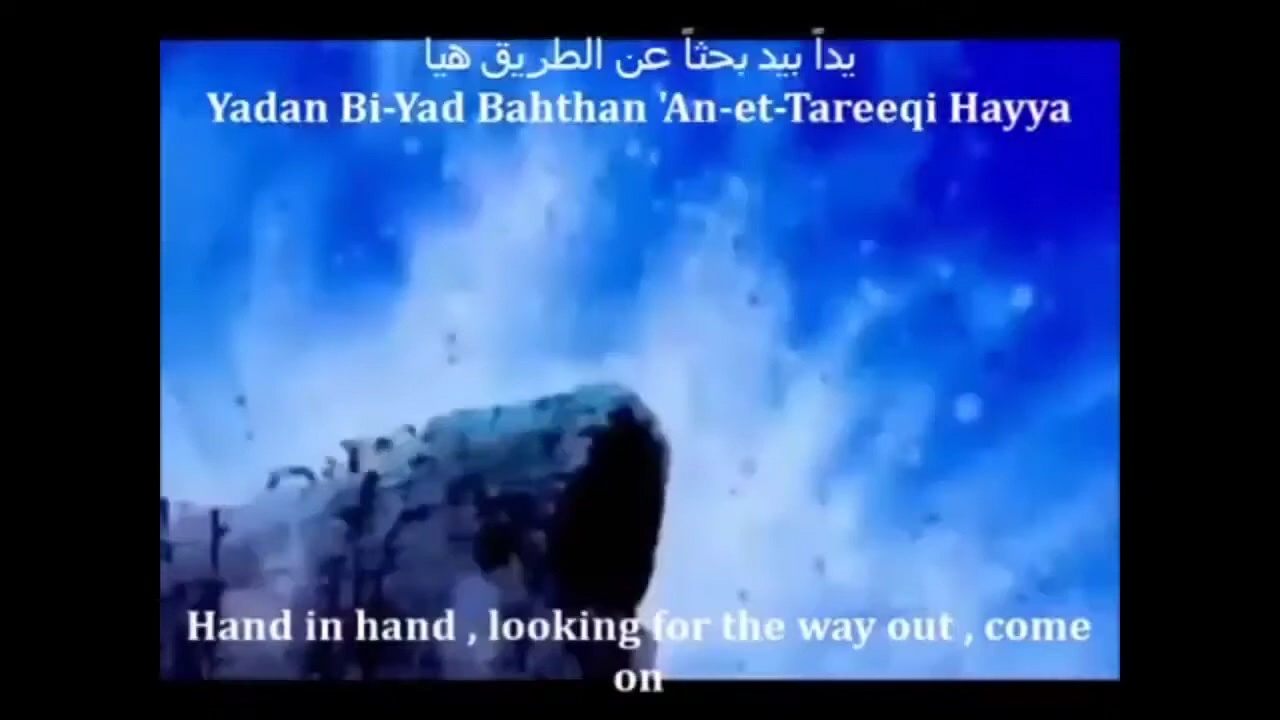 يداً بيد بحثاً عن الطريق هيا
Yadan Bi-Yad Bahthan 'An-et-Tareeqi Hayya
Hand in hand , looking for the way out , come
on